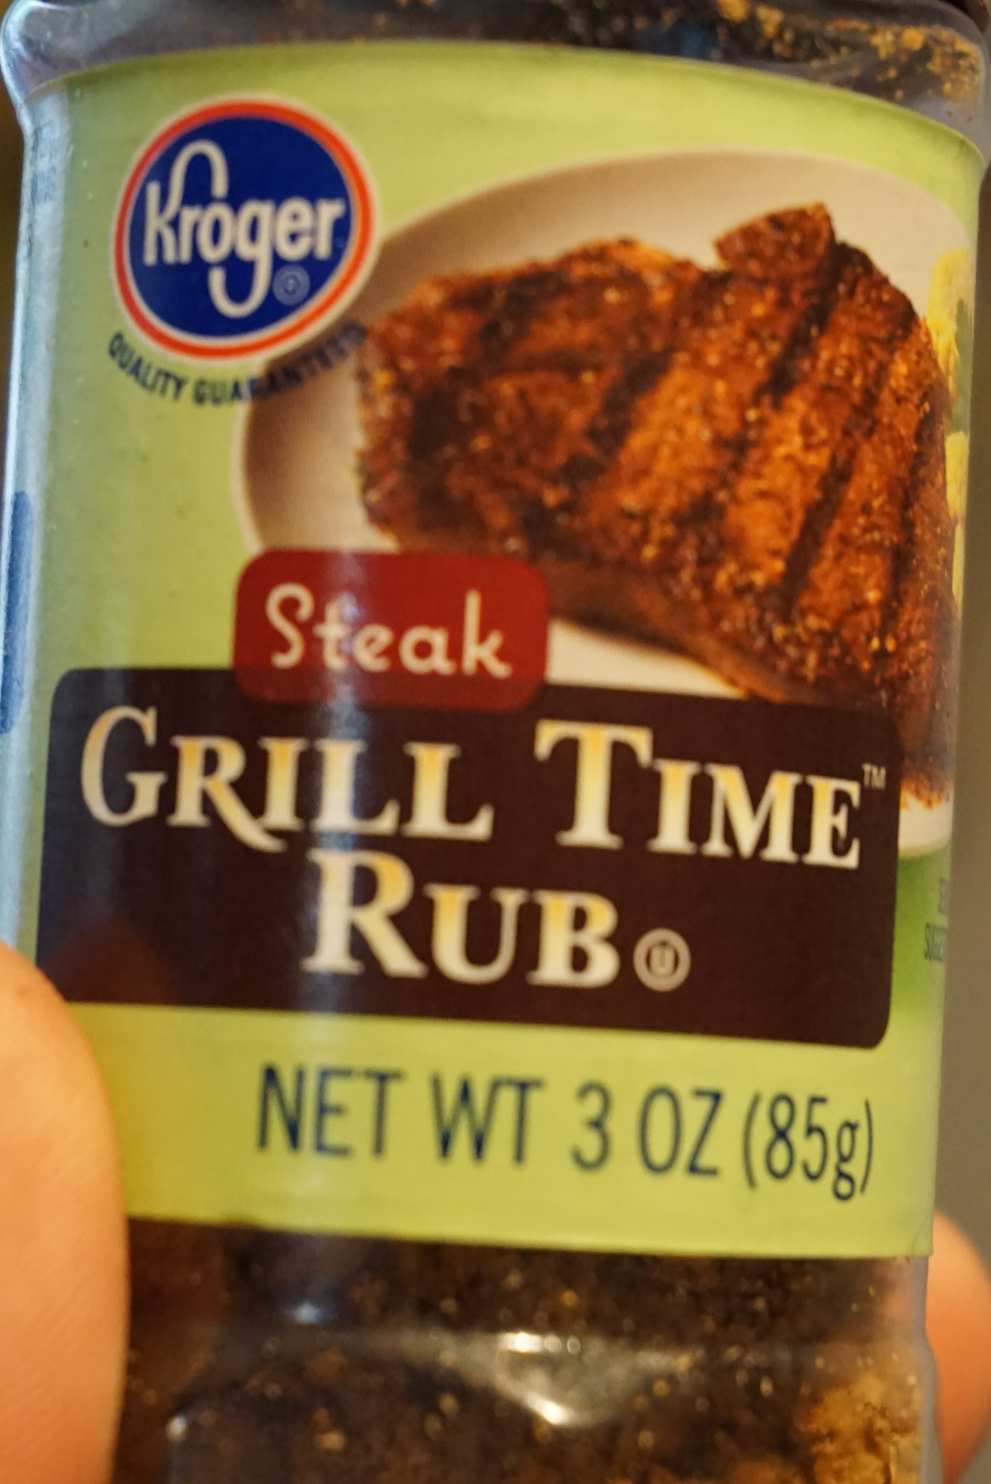 Kroger
QUALITY GUARANTEED
Steak
GRILL TIME™
RUB Ⓤ
NET WT 3 OZ (85g)